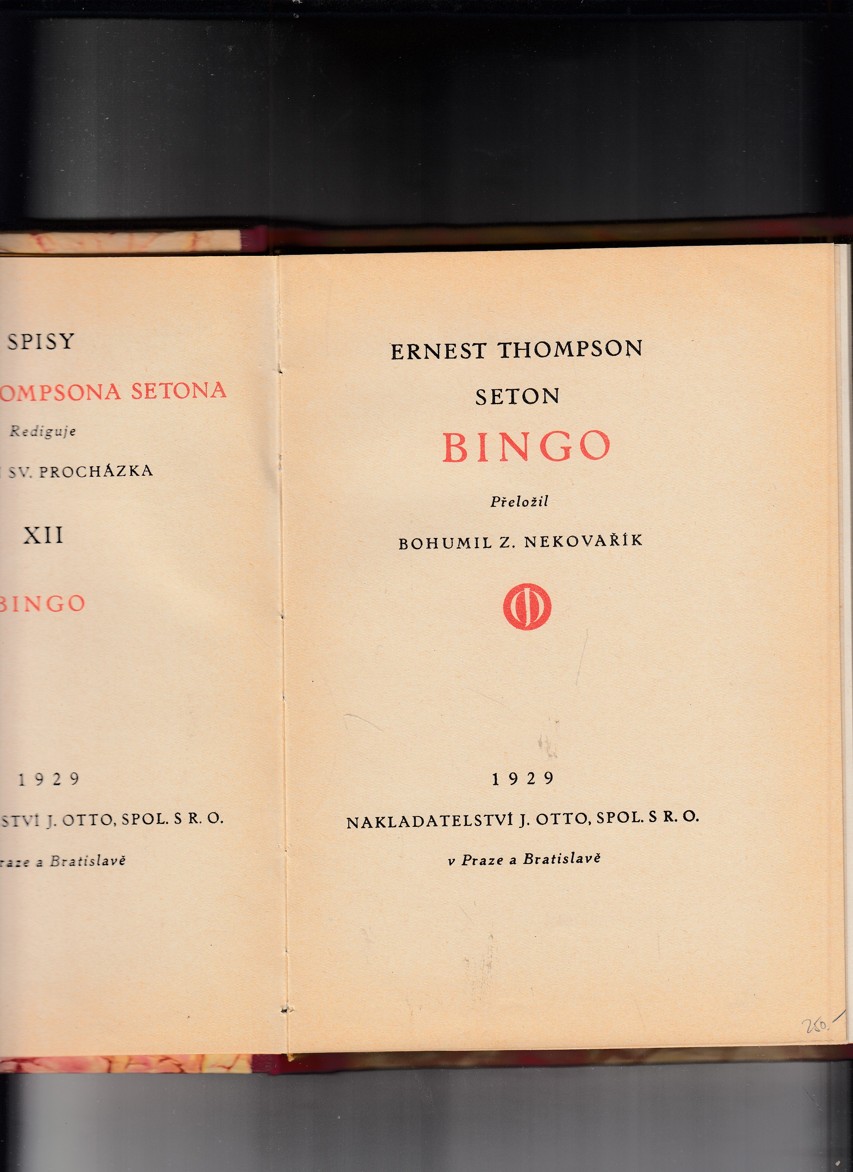 SPISY
OMPSONA SETONA
Rediguje
SV. PROCHÁZKA
XII
BINGO
1929
STVÍ J. OTTO, SPOL. S R. O.
raze a Bratislavě
ERNEST THOMPSON
SETON
BINGO
Přeložil
BOHUMIL Z. NEKOVAŘÍK
1929
NAKLADATELSTVÍ J. OTTO, SPOL. S R. O.
v Praze a Bratislavě
250,-